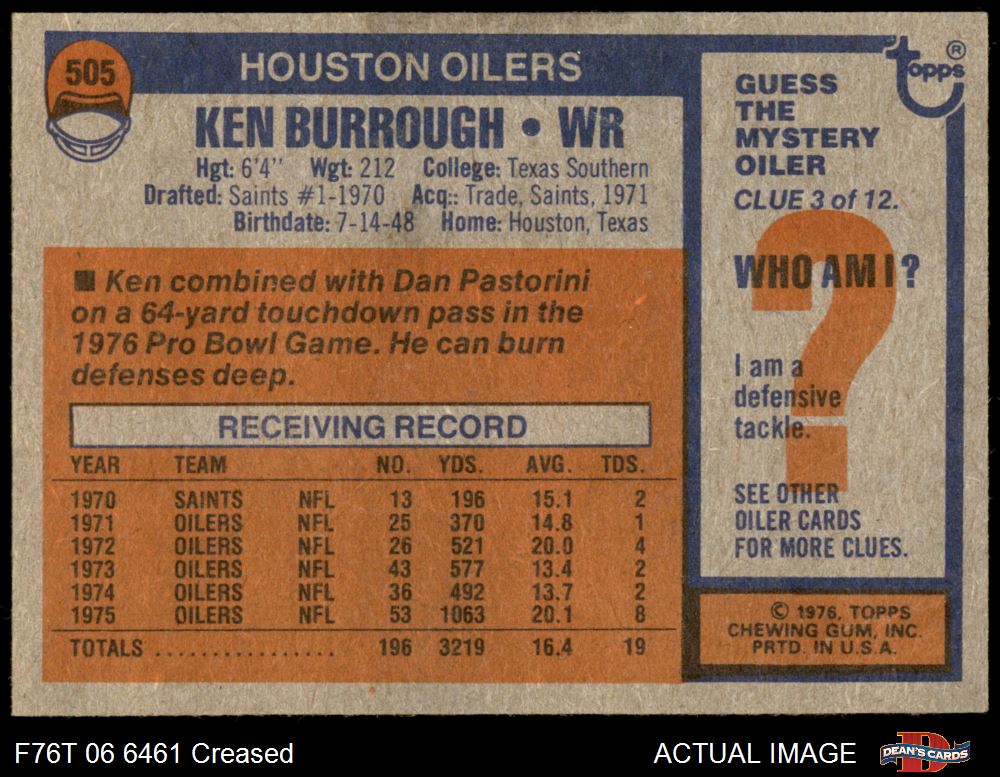 505
HOUSTON OILERS
KEN BURROUGH • WR
Hgt: 6'4" Wgt: 212 College: Texas Southern
Drafted: Saints #1-1970 Acq.: Trade, Saints, 1971
Birthdate: 7-14-48 Home: Houston, Texas
■ Ken combined with Dan Pastorini
on a 64-yard touchdown pass in the
1976 Pro Bowl Game. He can burn
defenses deep.
RECEIVING RECORD
YEAR TEAM NO. YDS. AVG. TDS.
1970 SAINTS NFL 13 196 15.1 2
1971 OILERS NFL 25 370 14.8 1
1972 OILERS NFL 26 521 20.0 4
1973 OILERS NFL 43 577 13.4 2
1974 OILERS NFL 36 492 13.7 2
1975 OILERS NFL 53 1063 20.1 8
TOTALS ................ 196 3219 16.4 19
topps ®
GUESS
THE
MYSTERY
OILER
CLUE 3 of 12.
WHO AM I ?
I am a
defensive
tackle.
SEE OTHER
OILER CARDS
FOR MORE CLUES.
© 1976, TOPPS
CHEWING GUM, INC.
PRTD. IN U.S.A.
F76T 06 6461 Creased
ACTUAL IMAGE
DEAN'S CARDS